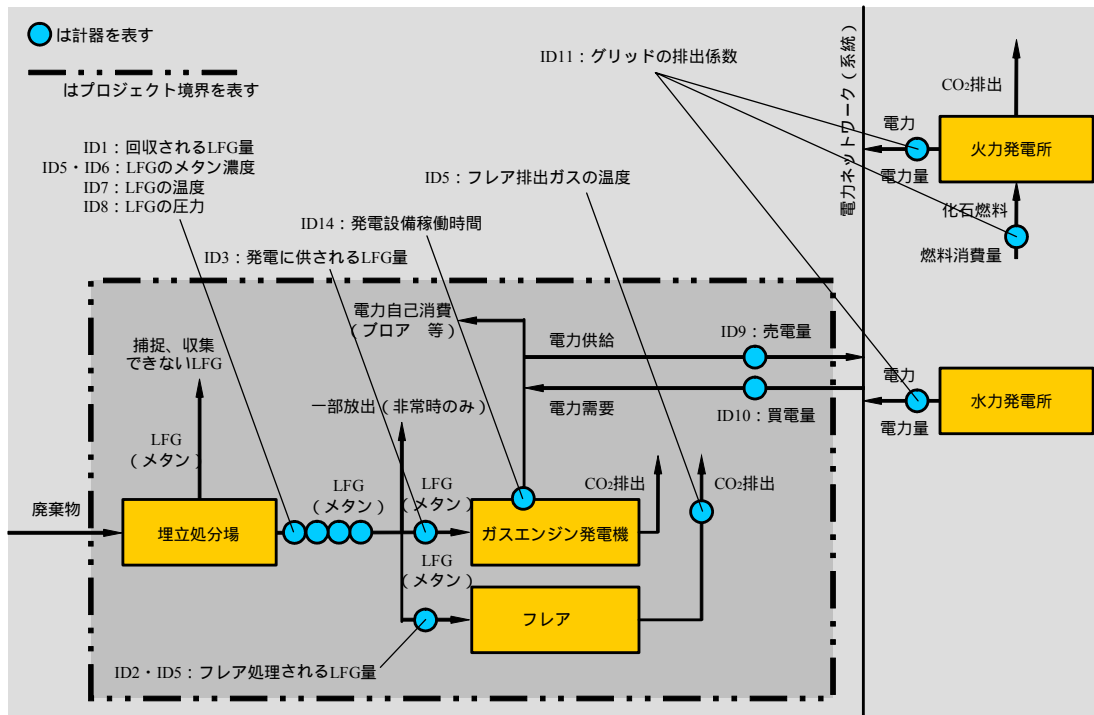 は計器を表す
はプロジェクト境界を表す
ID1：回収されるLFG量
ID5・ID6：LFGのメタン濃度
ID7：LFGの温度
ID8：LFGの圧力
ID14：発電設備稼働時間
ID3：発電に供されるLFG量
ID5：フレア排出ガスの温度
ID11：グリッドの排出係数
電力ネットワーク（系統）
CO2排出
電力
火力発電所
電力量
化石燃料
燃料消費量
電力自己消費
（ブロア　等）
電力供給
ID9：売電量
捕捉、収集
できないLFG
一部放出（非常時のみ）
電力需要
ID10：買電量
電力
水力発電所
電力量
LFG
（メタン）
LFG
（メタン）
LFG
（メタン）
CO2排出
CO2排出
廃棄物
埋立処分場
ガスエンジン発電機
LFG
（メタン）
フレア
ID2・ID5：フレア処理されるLFG量